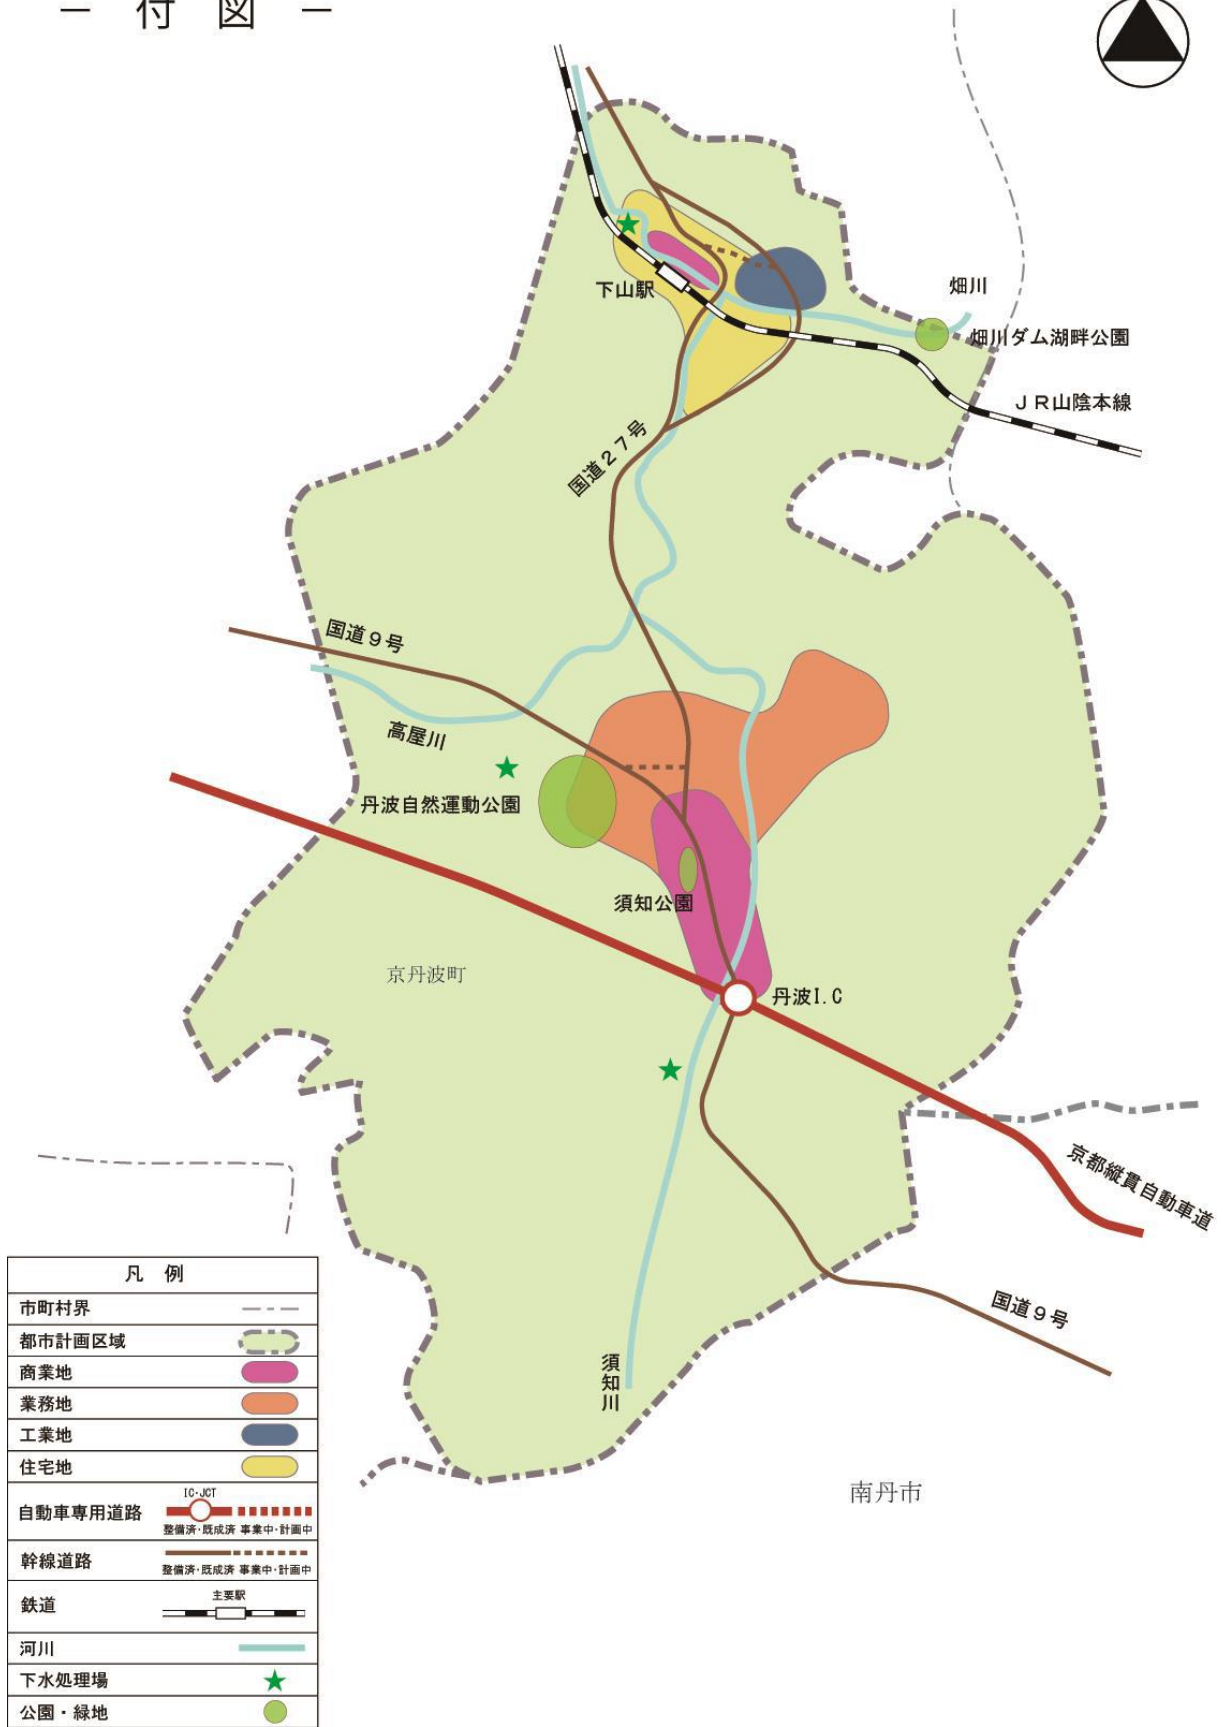 － 付 図 －
下山駅
畑川
畑川ダム湖畔公園
ＪＲ山陰本線
国道２７号
国道９号
高屋川
丹波自然運動公園
須知公園
京丹波町
丹波I.C
京都縦貫自動車道
国道９号
須知川
南丹市
凡 例
市町村界
都市計画区域
商業地
業務地
工業地
住宅地
IC・JCT
自動車専用道路
整備済・既成済 事業中・計画中
幹線道路
整備済・既成済 事業中・計画中
主要駅
鉄道
河川
下水処理場
公園・緑地